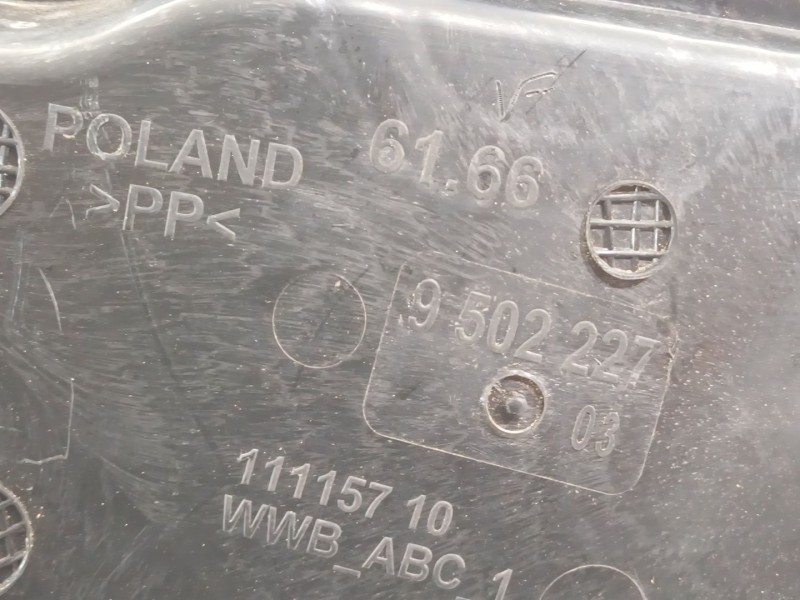 POLAND
>PP<
61.66
9 502 227
03
111157 10
WWB_ABC_1